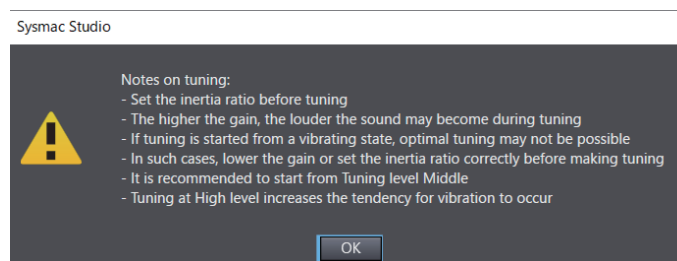 Sysmac Studio
Notes on tuning:
- Set the inertia ratio before tuning
- The higher the gain, the louder the sound may become during tuning
- If tuning is started from a vibrating state, optimal tuning may not be possible
- In such cases, lower the gain or set the inertia ratio correctly before making tuning
- It is recommended to start from Tuning level Middle
- Tuning at High level increases the tendency for vibration to occur
OK